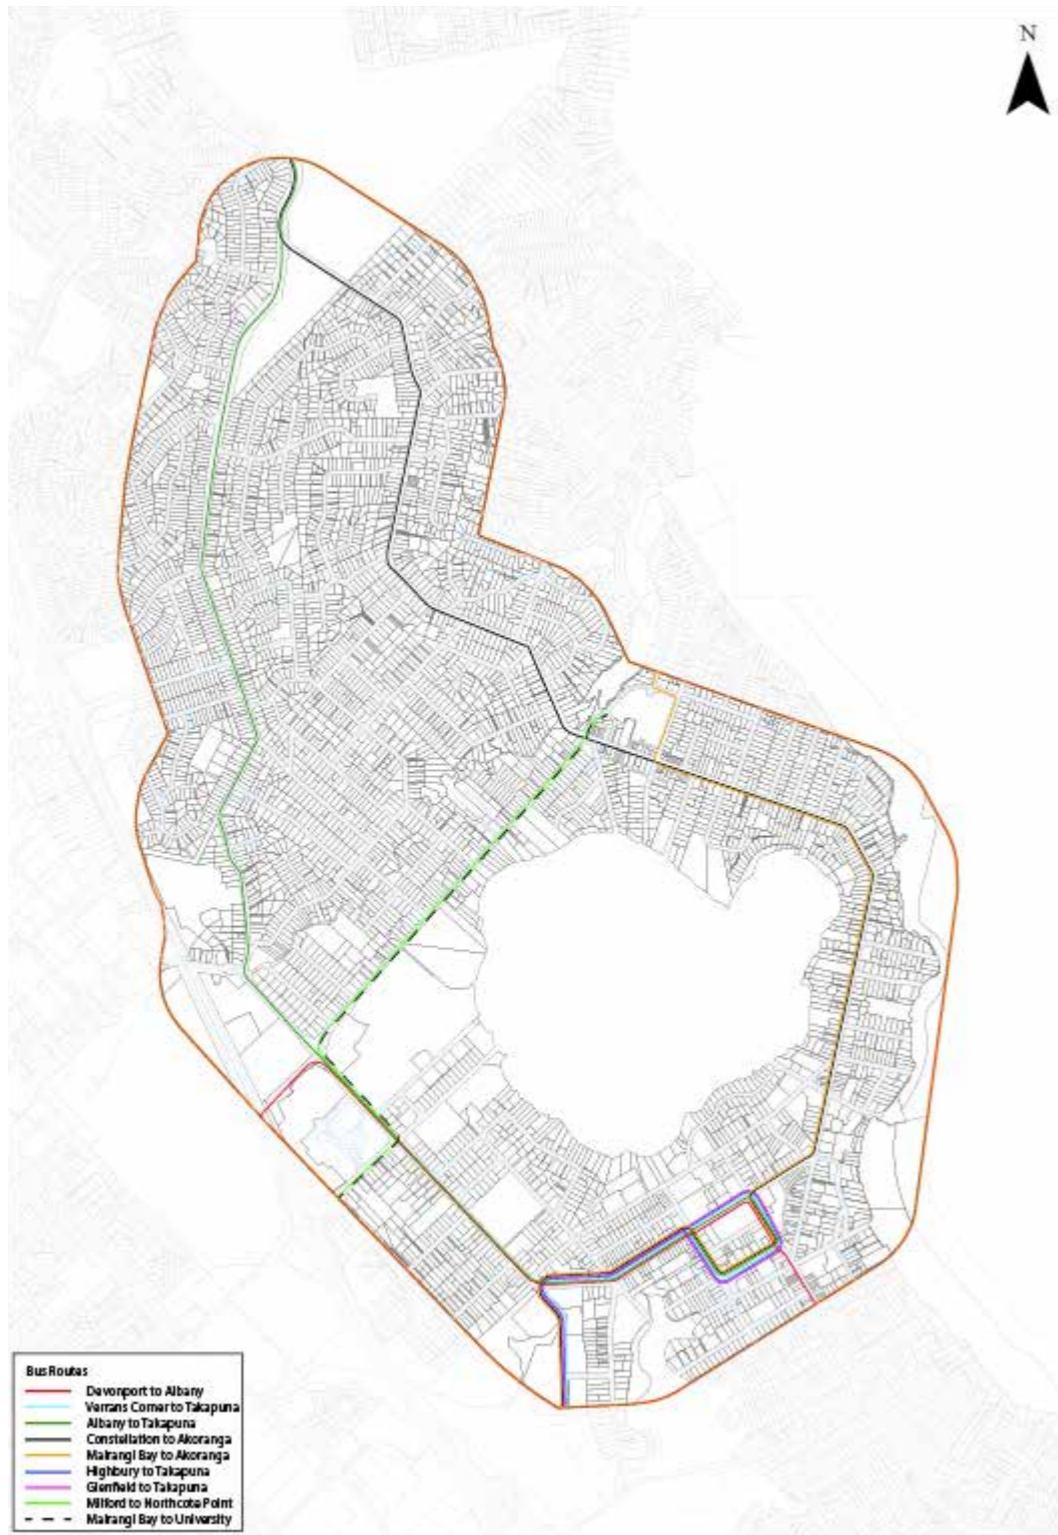 N
Bus Routes
Devonport to Albany
Verrans Corner to Takapuna
Albany to Takapuna
Constellation to Akoranga
Mairangi Bay to Akoranga
Highbury to Takapuna
Glenfield to Takapuna
Milford to Northcote Point
Mairangi Bay to University